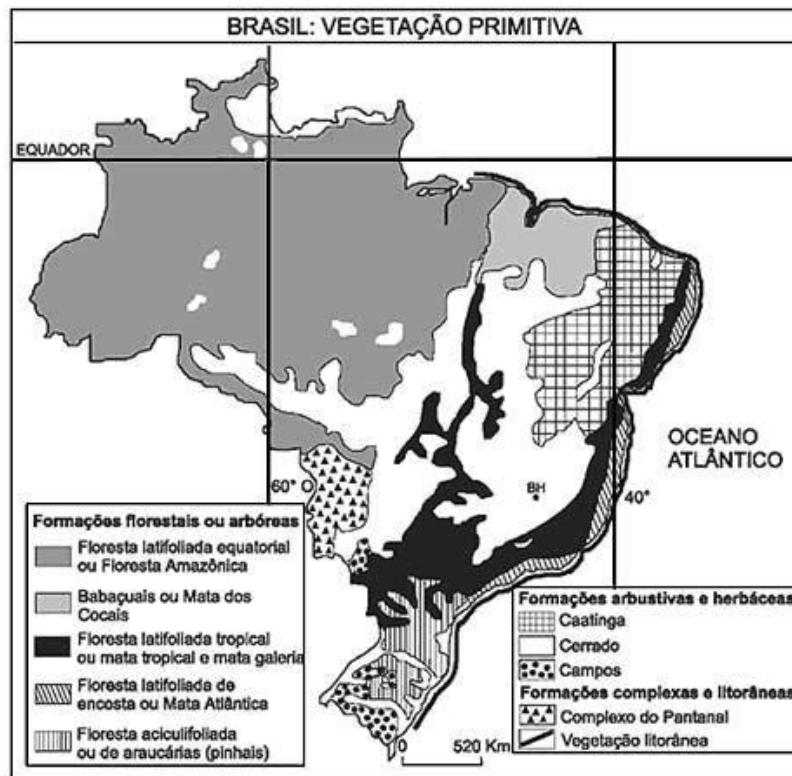 BRASIL: VEGETAÇÃO PRIMITIVA
EQUADOR
OCEANO
ATLÂNTICO
BH
60° O
40°
Formações florestais ou arbóreas
Floresta latifoliada equatorial
ou Floresta Amazônica
Babaçuais ou Mata dos
Cocais
Floresta latifoliada tropical
ou mata tropical e mata galeria
Floresta latifoliada de
encosta ou Mata Atlântica
Floresta aciculifoliada
ou de araucárias (pinhais)
0 520 Km
Formações arbustivas e herbáceas
Caatinga
Cerrado
Campos
Formações complexas e litorâneas
Complexo do Pantanal
Vegetação litorânea